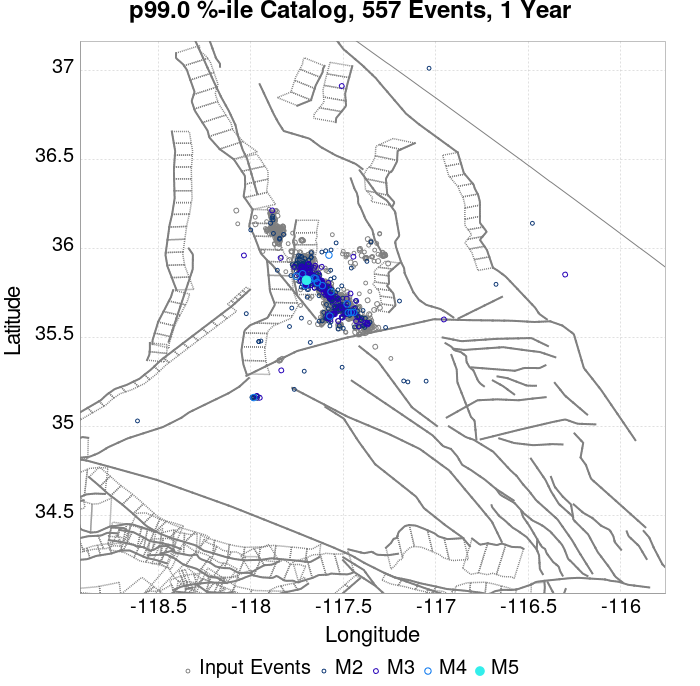 p99.0 %-ile Catalog, 557 Events, 1 Year
37
36.5
36
35.5
35
34.5
Latitude
-118.5 -118 -117.5 -117 -116.5 -116
Longitude
Input Events M2 M3 M4 M5